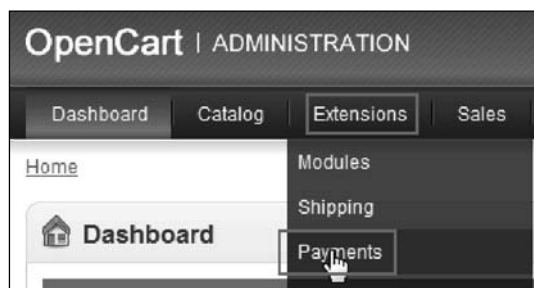 OpenCart | ADMINISTRATION
Dashboard Catalog Extensions Sales
Home
Modules
Shipping
Dashboard
Payments